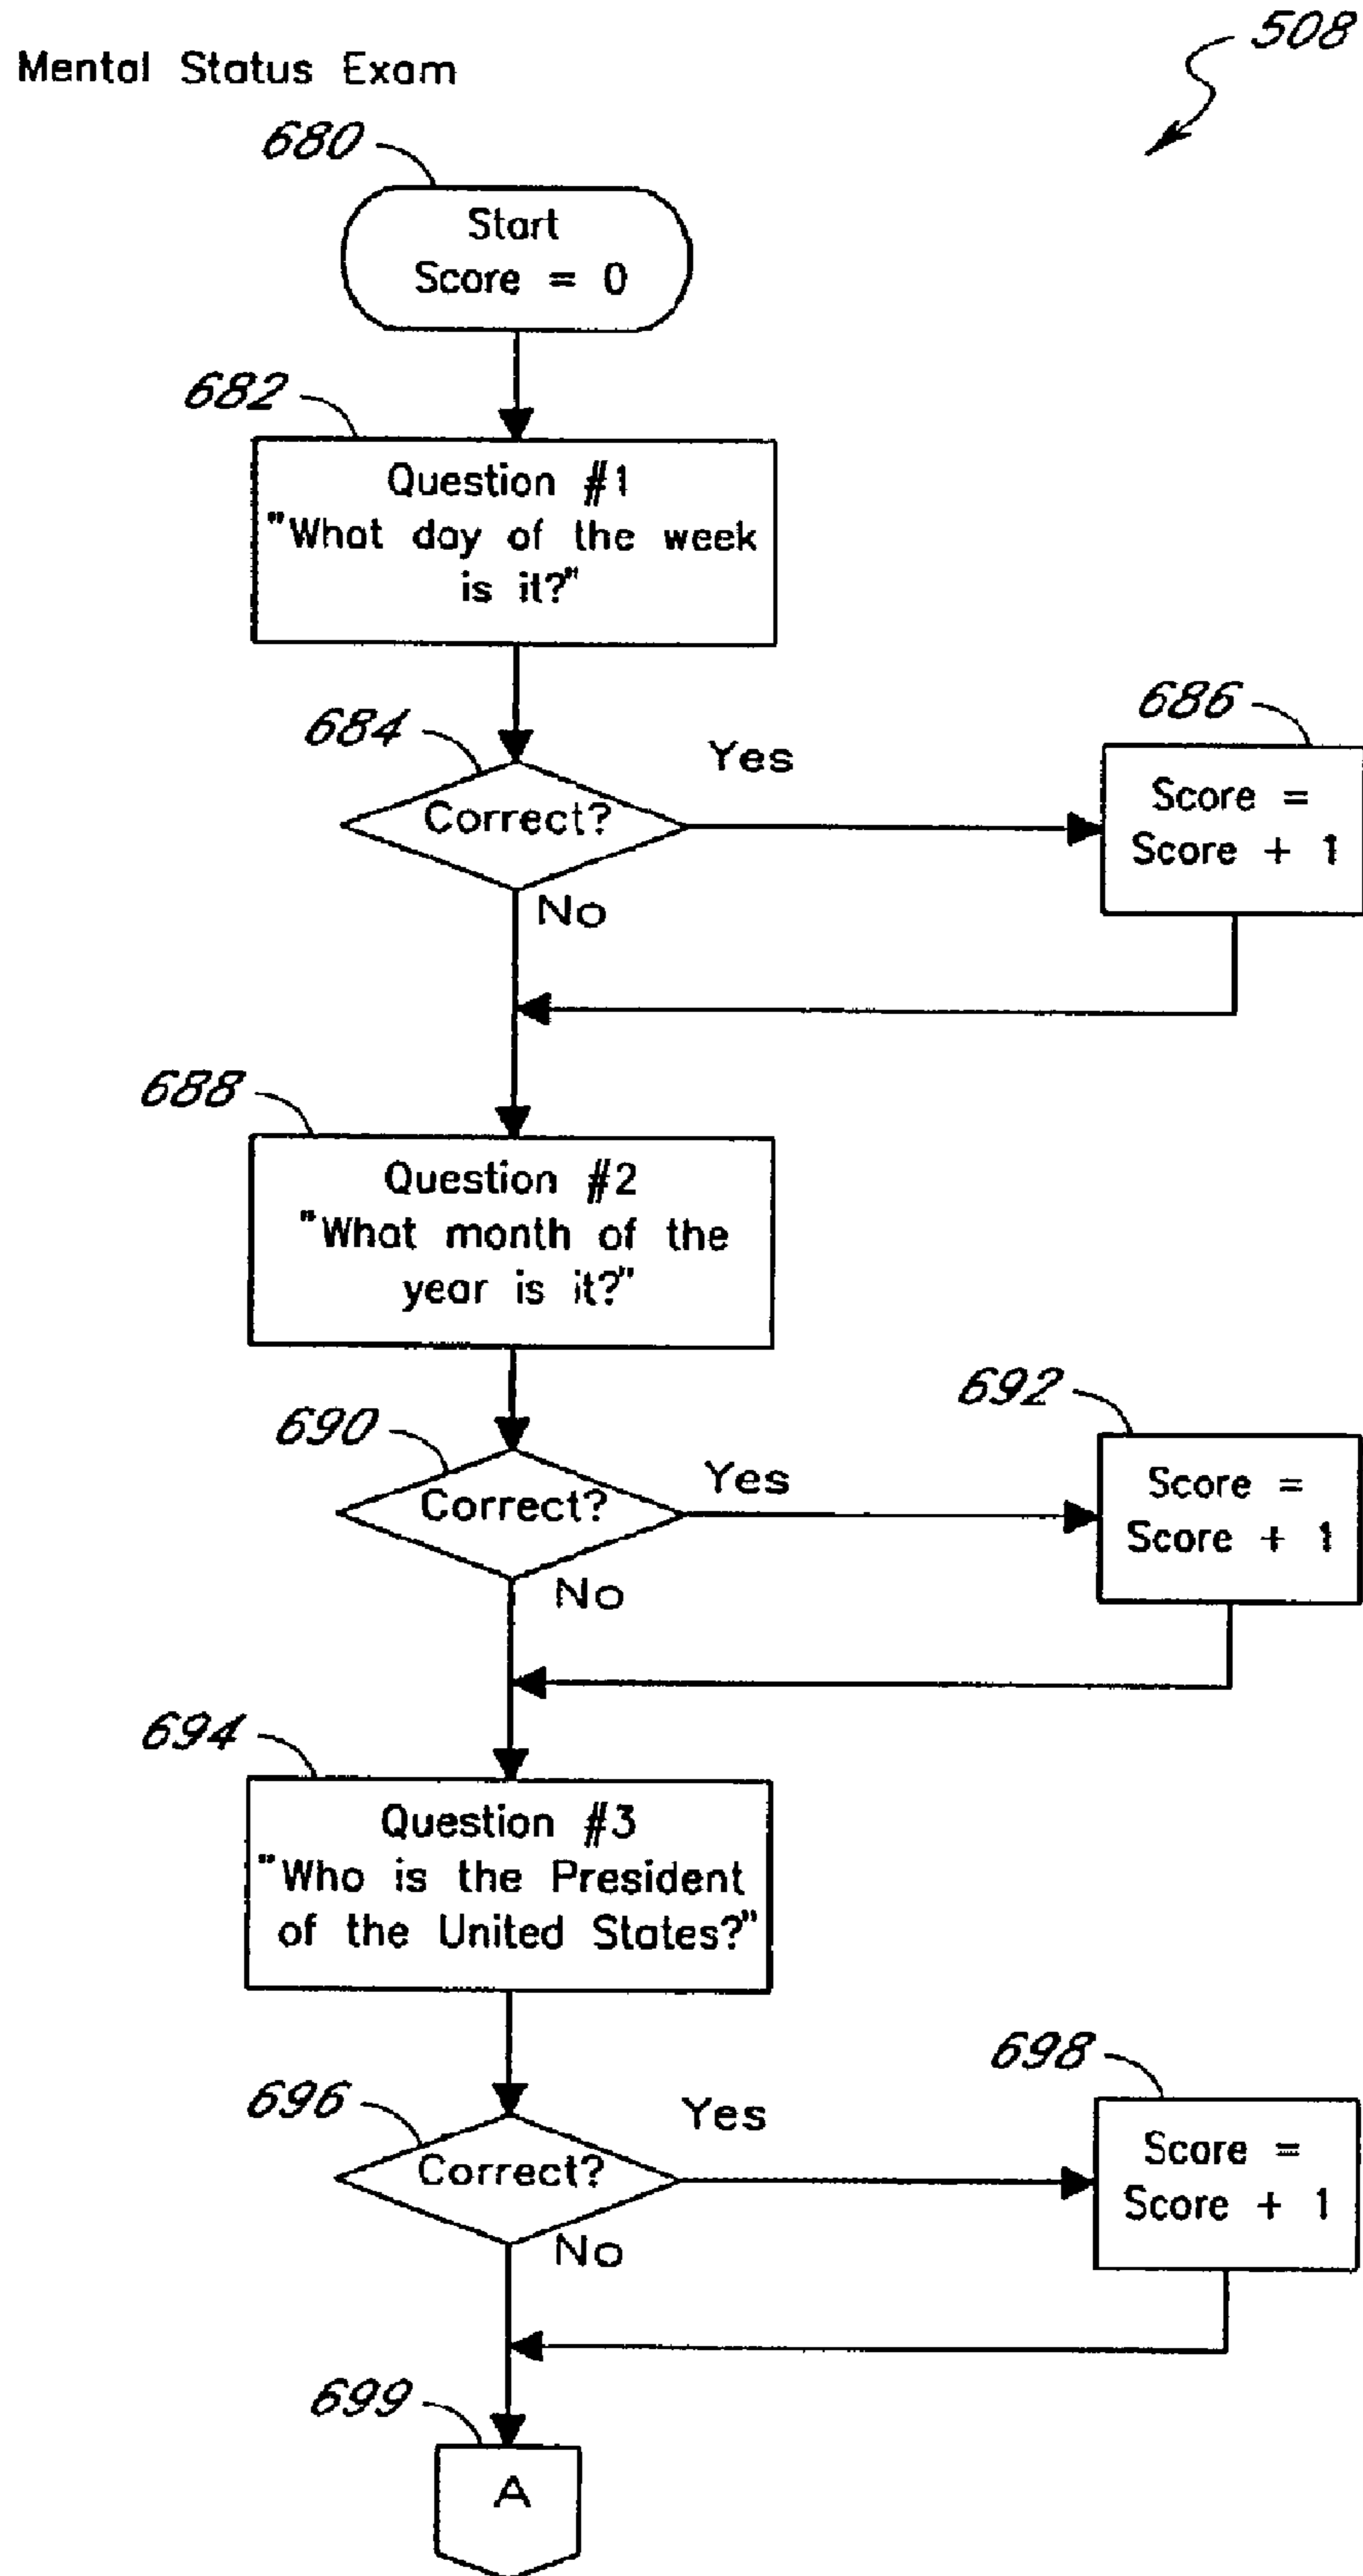 508
Mental Status Exam
680
Start
Score = 0
682
Question #1
"What day of the week
is it?"
684
Correct?
Yes
No
686
Score =
Score + 1
688
Question #2
"What month of the
year is it?"
690
Correct?
Yes
No
692
Score =
Score + 1
694
Question #3
"Who is the President
of the United States?"
696
Correct?
Yes
No
698
Score =
Score + 1
699
A